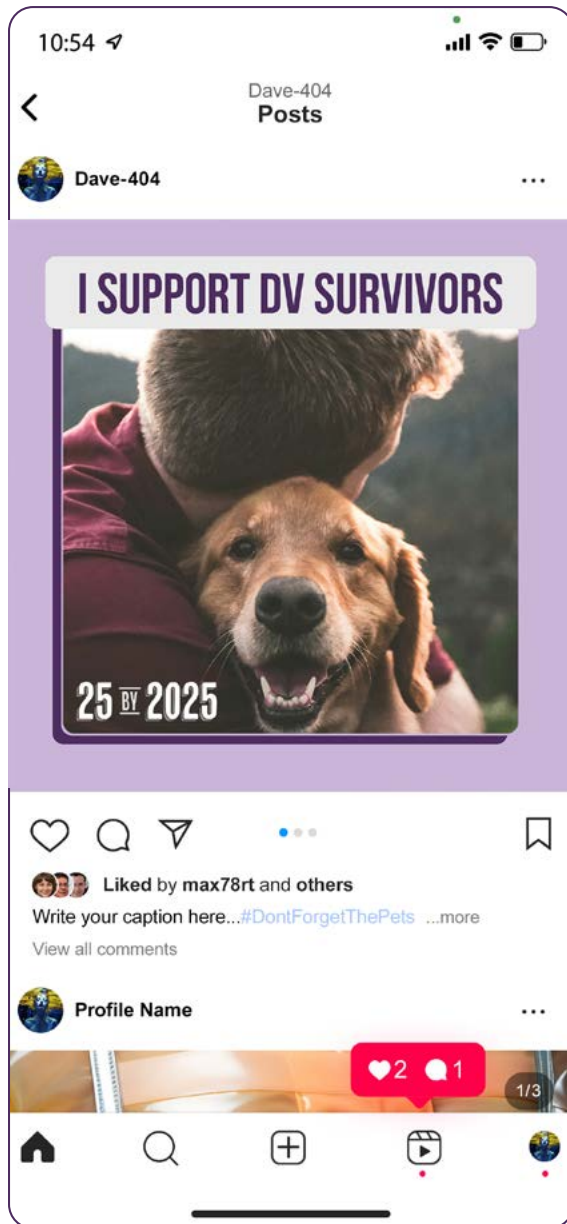 10:54
Dave-404
Posts
Dave-404
I SUPPORT DV SURVIVORS
25 BY 2025
Liked by max78rt and others
Write your caption here...#DontForgetThePets ...more
View all comments
Profile Name
2 1
1/3